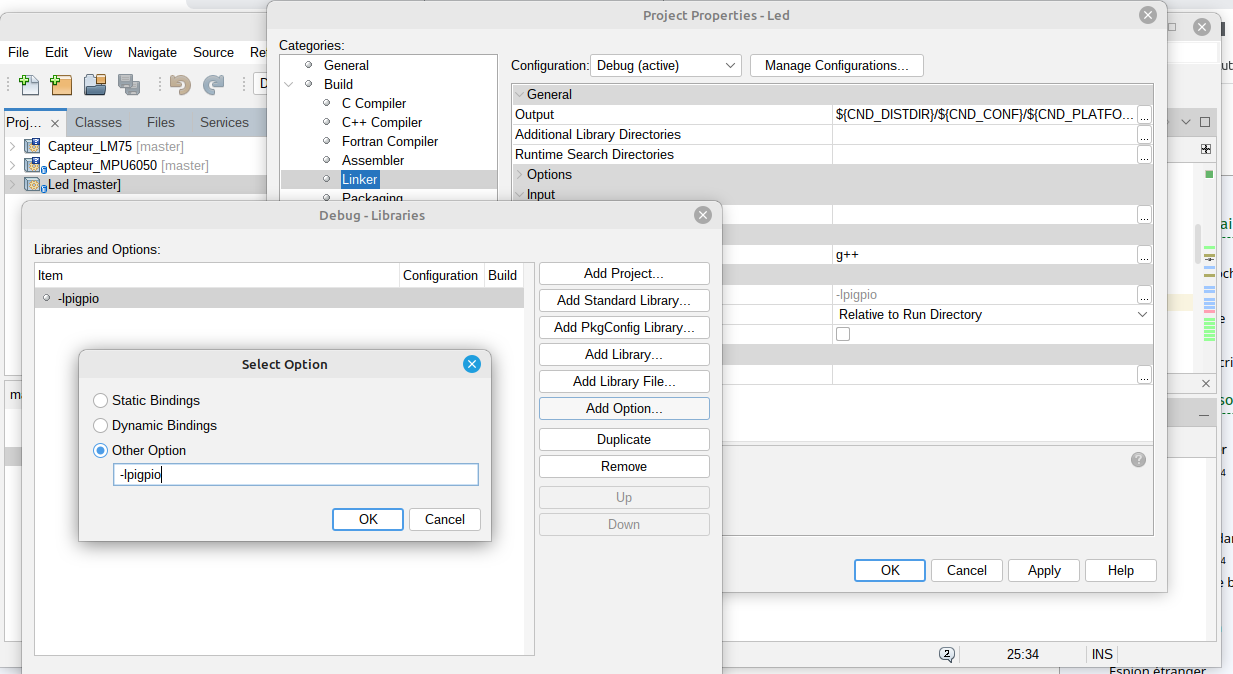 Project Properties - Led
File Edit View Navigate Source Re
Categories:
General
Build
C Compiler
C++ Compiler
Fortran Compiler
Assembler
Linker
Packaging
Configuration: Debug (active) Manage Configurations...
General
Output ${CND_DISTDIR}/${CND_CONF}/${CND_PLATFO... ...
Additional Library Directories ...
Runtime Search Directories ...
Options
Input
...
g++ ...
-lpigpio ...
Relative to Run Directory
...
?
OK Cancel Apply Help
Proj... Classes Files Services
Capteur_LM75 [master]
Capteur_MPU6050 [master]
Led [master]
Debug - Libraries
Libraries and Options:
Item Configuration Build
-lpigpio
Add Project...
Add Standard Library...
Add PkgConfig Library...
Add Library...
Add Library File...
Add Option...
Duplicate
Remove
Up
Down
Select Option
Static Bindings
Dynamic Bindings
Other Option
-lpigpio
OK Cancel
2 25:34 INS
Espion étranger